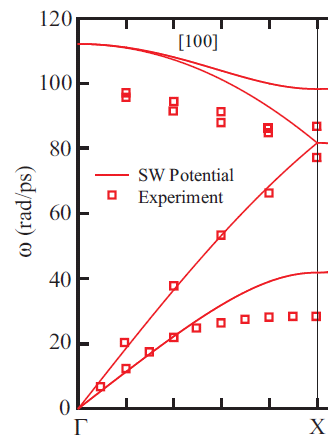 120
[100]
100
80
SW Potential
Experiment
60
40
20
0
Γ
X
ω (rad/ps)